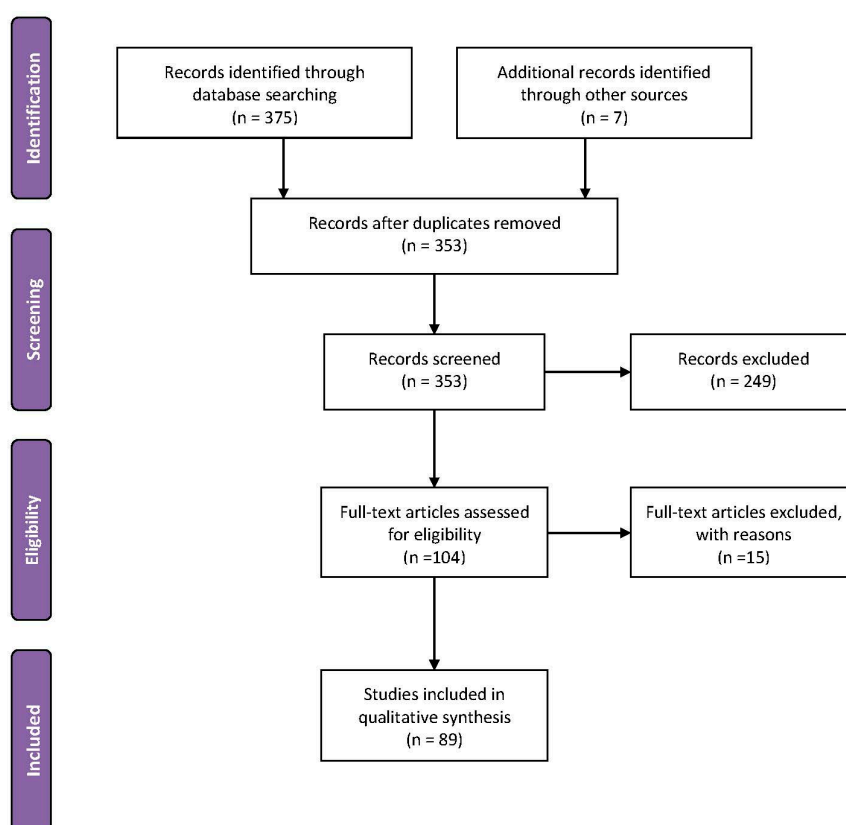 Identification
Records identified through
database searching
(n = 375)
Additional records identified
through other sources
(n = 7)
Records after duplicates removed
(n = 353)
Screening
Records screened
(n = 353)
Records excluded
(n = 249)
Eligibility
Full-text articles assessed
for eligibility
(n =104)
Full-text articles excluded,
with reasons
(n =15)
Included
Studies included in
qualitative synthesis
(n = 89)